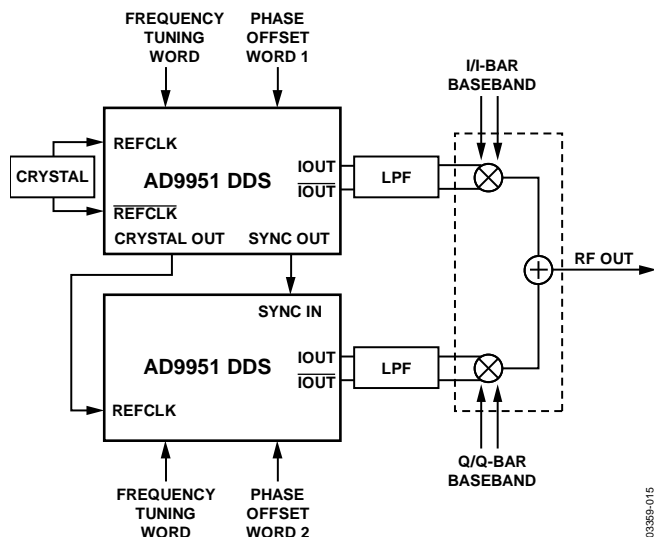 FREQUENCY
TUNING
WORD
PHASE
OFFSET
WORD 1
I/I-BAR
BASEBAND
REFCLK
CRYSTAL
AD9951 DDS
REFCLK
CRYSTAL OUT
SYNC OUT
IOUT
IOUT
LPF
RF OUT
SYNC IN
AD9951 DDS
IOUT
IOUT
LPF
REFCLK
FREQUENCY
TUNING
WORD
PHASE
OFFSET
WORD 2
Q/Q-BAR
BASEBAND
03359-015